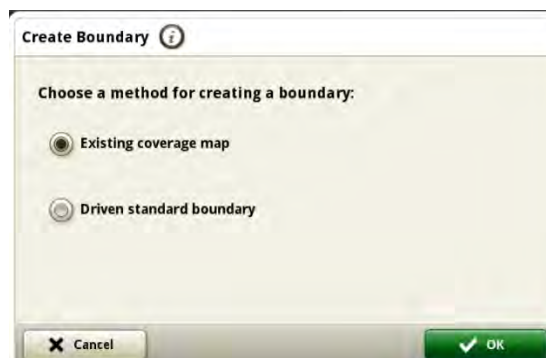 Create Boundary i
Choose a method for creating a boundary:
Existing coverage map
Driven standard boundary
Cancel OK